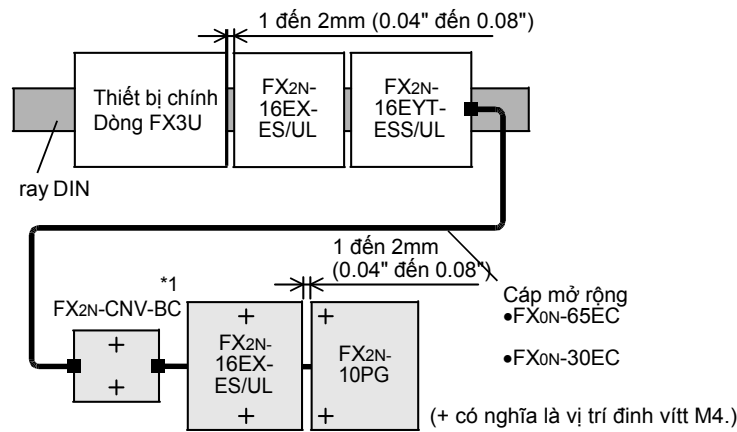 1 đến 2mm (0.04" đến 0.08")
Thiết bị chính
Dòng FX3U
FX2N-
16EX-
ES/UL
FX2N-
16EYT-
ESS/UL
ray DIN
1 đến 2mm
(0.04" đến 0.08")
*1
FX2N-CNV-BC
Cáp mở rộng
•FX0N-65EC
•FX0N-30EC
+
+
+
FX2N-
16EX-
ES/UL
+
+
FX2N-
10PG
+
(+ có nghĩa là vị trí đinh vítt M4.)